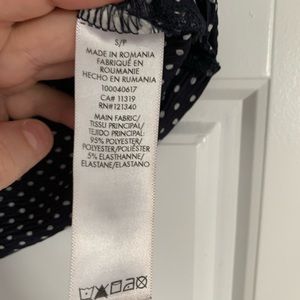 S/P
MADE IN ROMANIA
FABRIQUÉ EN
ROUMANIE
HECHO EN RUMANIA
100040617
CA# 11319
RN#121340
MAIN FABRIC/
TISSU PRINCIPAL/
TEJIDO PRINCIPAL:
95% POLYESTER/
POLYESTER/POLIÉSTER
5% ELASTHANNE/
ELASTANE/ELASTANO